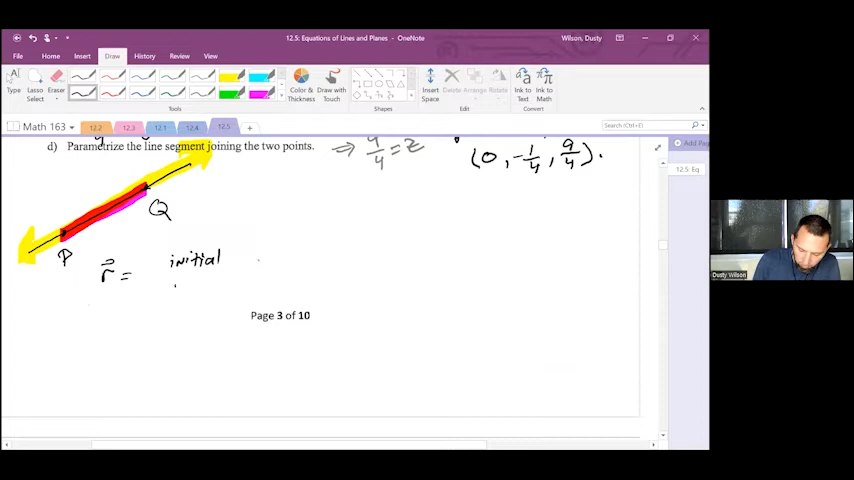 12.5: Equations of Lines and Planes - OneNote
Wilson, Dusty
File Home Insert Draw History Review View
Type
Lasso Select
Eraser
Color & Thickness
Draw with Touch
Insert Space
Delete
Arrange
Rotate
Ink to Text
Ink to Math
Tools
Shapes
Edit
Convert
Math 163
12.2 12.3 12.1 12.4 12.5 +
Search (Ctrl+E)
Add Pag
12.5: Eq
d) Parametrize the line segment joining the two points.
⇒ 9/4 = z
(0, -1/4, 9/4).
Q
P
r⃗ = initial
Page 3 of 10
Dusty Wilson